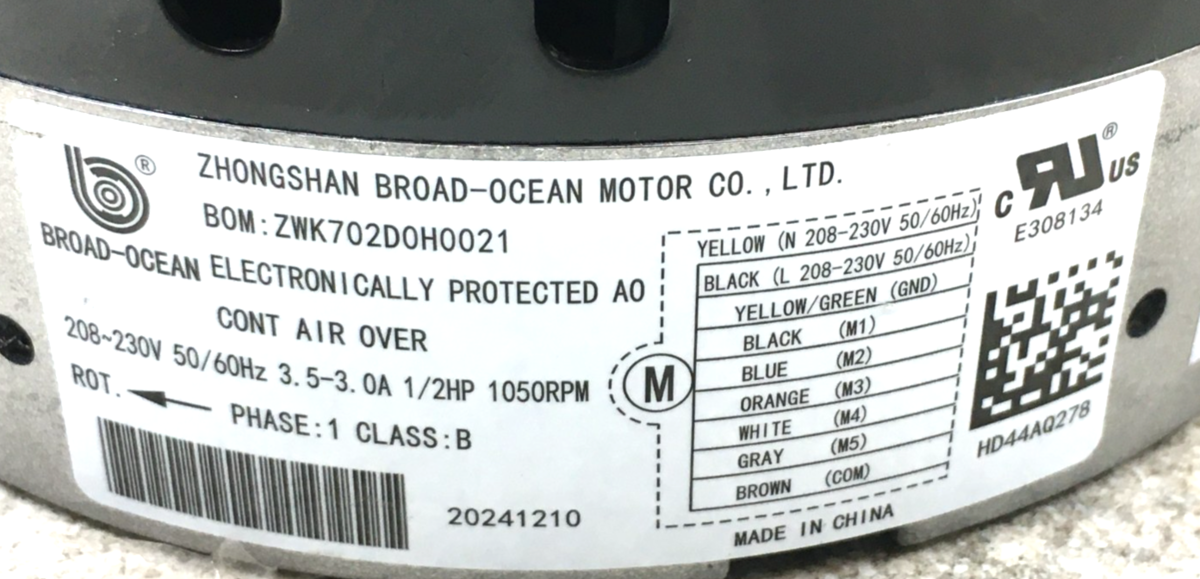 ZHONGSHAN BROAD-OCEAN MOTOR CO.,LTD.
BOM:ZWK702D0H0021
BROAD-OCEAN
®
ELECTRONICALLY PROTECTED AO
CONT AIR OVER
208~230V 50/60Hz 3.5-3.0A 1/2HP 1050RPM
ROT.
PHASE:1 CLASS:B
20241210
M
YELLOW (N 208-230V 50/60Hz)
BLACK (L 208-230V 50/60Hz)
YELLOW/GREEN (GND)
BLACK (M1)
BLUE (M2)
ORANGE (M3)
WHITE (M4)
GRAY (M5)
BROWN (COM)
MADE IN CHINA
C RU US ®
E308134
HD44AQ278